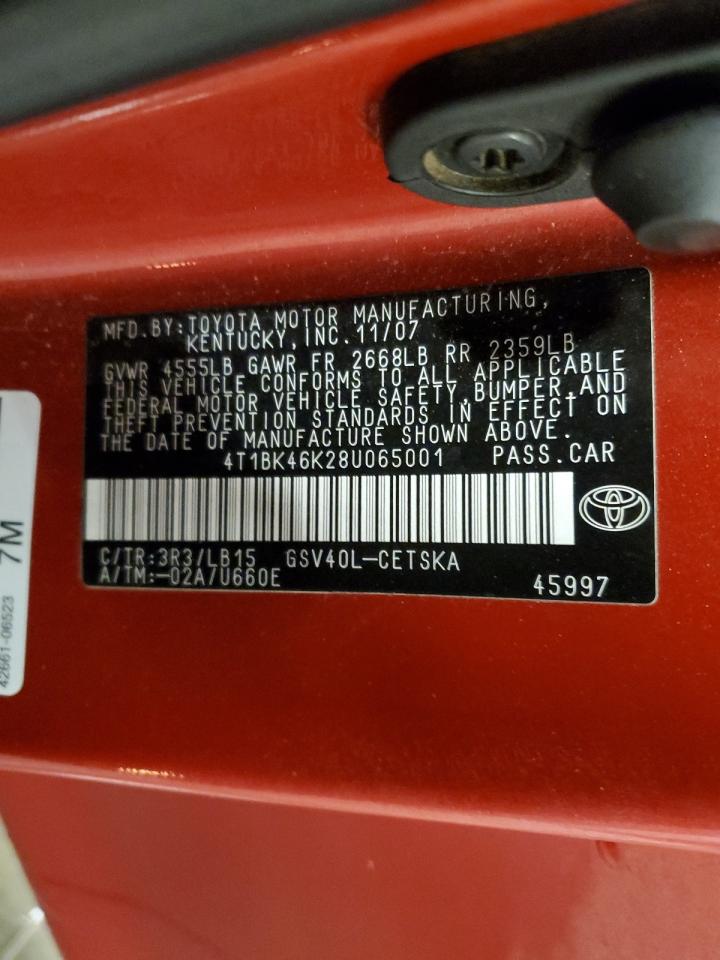 MFD.BY:TOYOTA MOTOR MANUFACTURING,
KENTUCKY, INC.11/07
GVWR 4555LB GAWR FR 2668LB RR 2359LB
THIS VEHICLE CONFORMS TO ALL APPLICABLE
FEDERAL MOTOR VEHICLE SAFETY,BUMPER,AND
THEFT PREVENTION STANDARDS IN EFFECT ON
THE DATE OF MANUFACTURE SHOWN ABOVE.
4T1BK46K28U065001 PASS.CAR
C/TR:3R3/LB15 GSV40L-CETSKA
A/TM:-02A/U660E 45997
7M
42661-06523